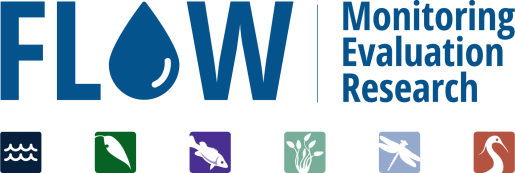 FLOW
Monitoring
Evaluation
Research